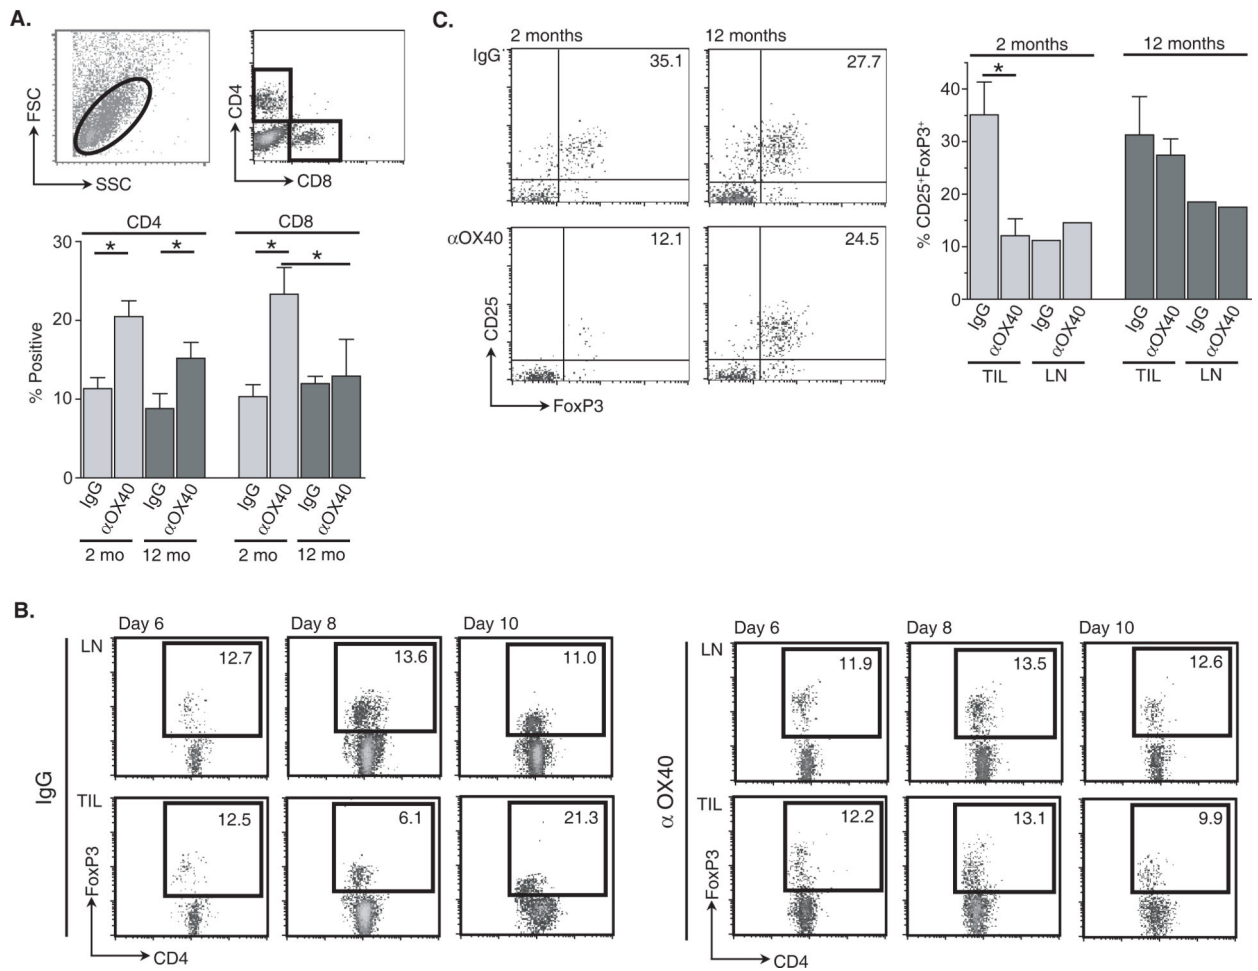 A.
FSC
SSC
CD4
CD8
CD4 CD8
* * * *
30
20
10
0
% Positive
IgG αOX40 IgG αOX40 IgG αOX40 IgG αOX40
2 mo 12 mo 2 mo 12 mo
C.
2 months 12 months
IgG 35.1 27.7
αOX40 12.1 24.5
CD25
FoxP3
2 months 12 months
*
40
30
20
10
0
% CD25⁺FoxP3⁺
IgG αOX40 IgG αOX40 IgG αOX40 IgG αOX40
TIL LN TIL LN
B.
IgG
Day 6 Day 8 Day 10
LN 12.7 13.6 11.0
TIL 12.5 6.1 21.3
FoxP3
CD4
α OX40
Day 6 Day 8 Day 10
LN 11.9 13.5 12.6
TIL 12.2 13.1 9.9
FoxP3
CD4